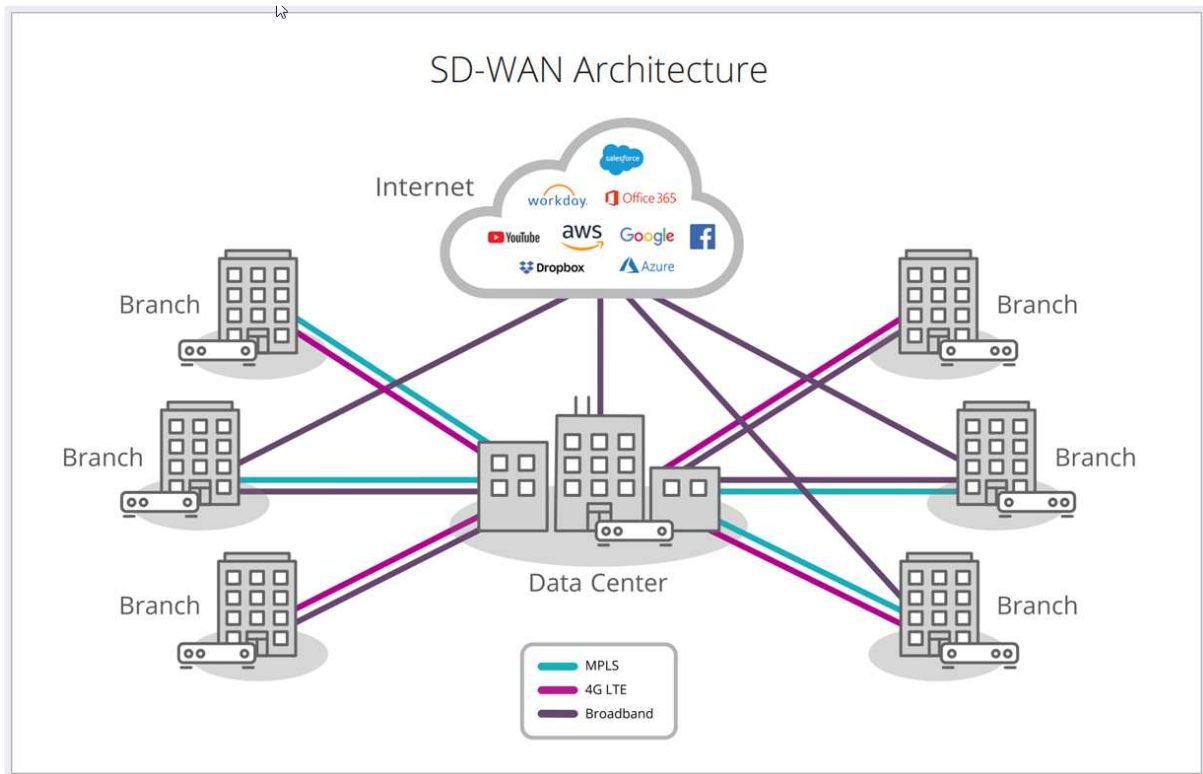 SD-WAN Architecture
Internet
salesforce
workday.
Office 365
YouTube
aws
Google
Dropbox
Azure
Branch
Branch
Branch
Branch
Branch
Branch
Data Center
MPLS
4G LTE
Broadband